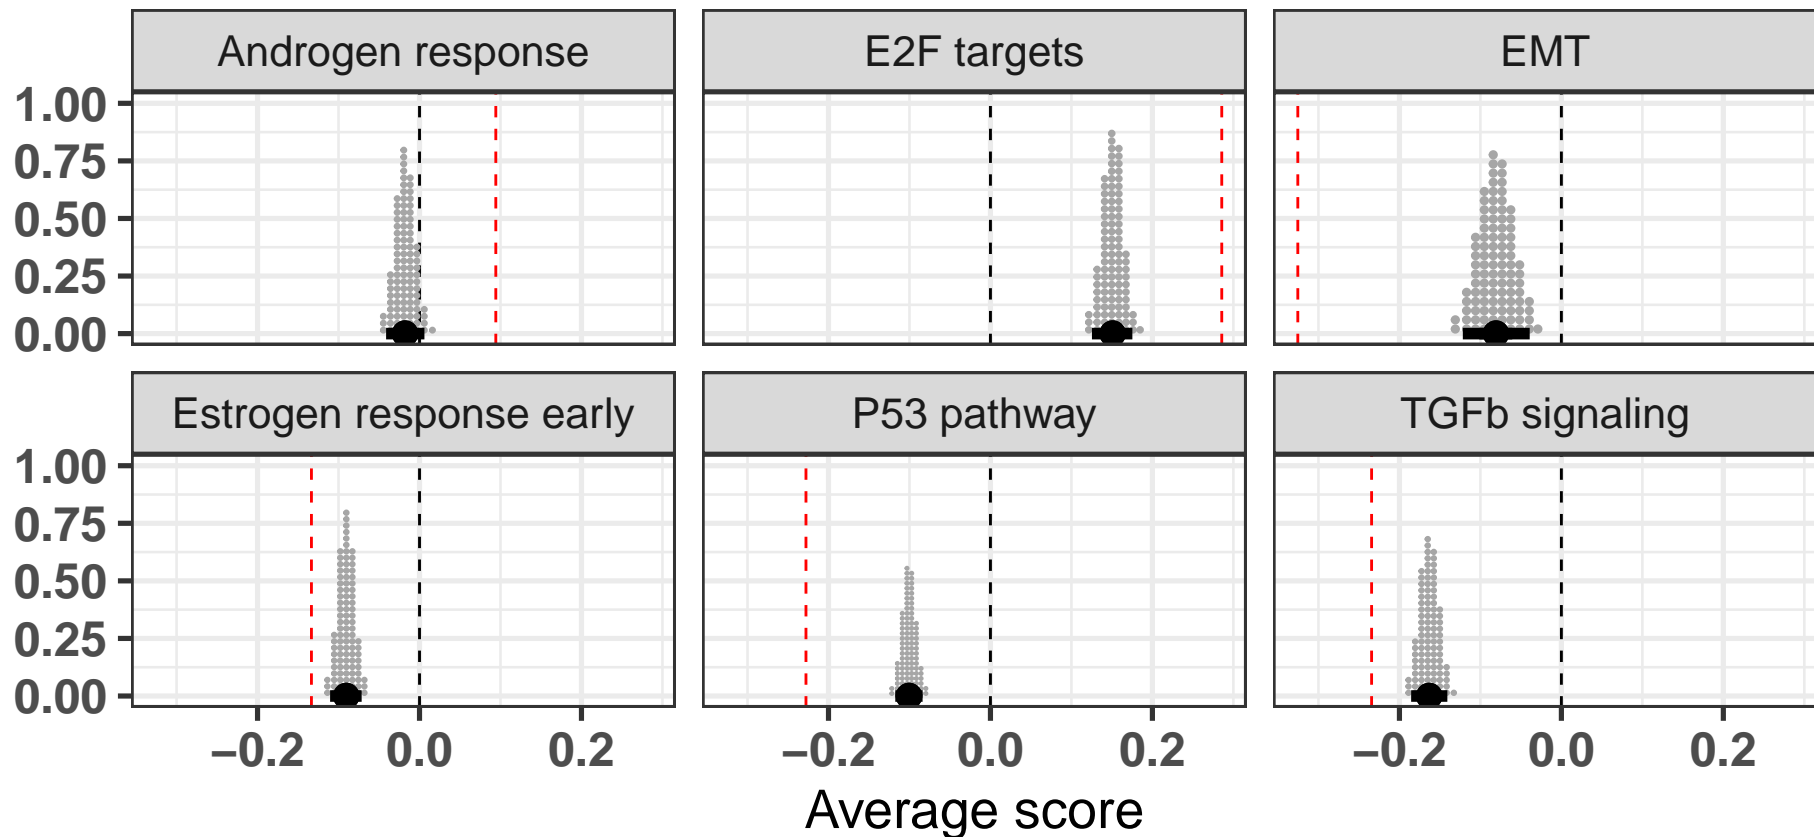 Androgen response
E2F targets
EMT
1.00
0.75
0.50
0.25
0.00
Estrogen response early
P53 pathway
TGFb signaling
1.00
0.75
0.50
0.25
0.00
−0.2 0.0 0.2
−0.2 0.0 0.2
−0.2 0.0 0.2
Average score